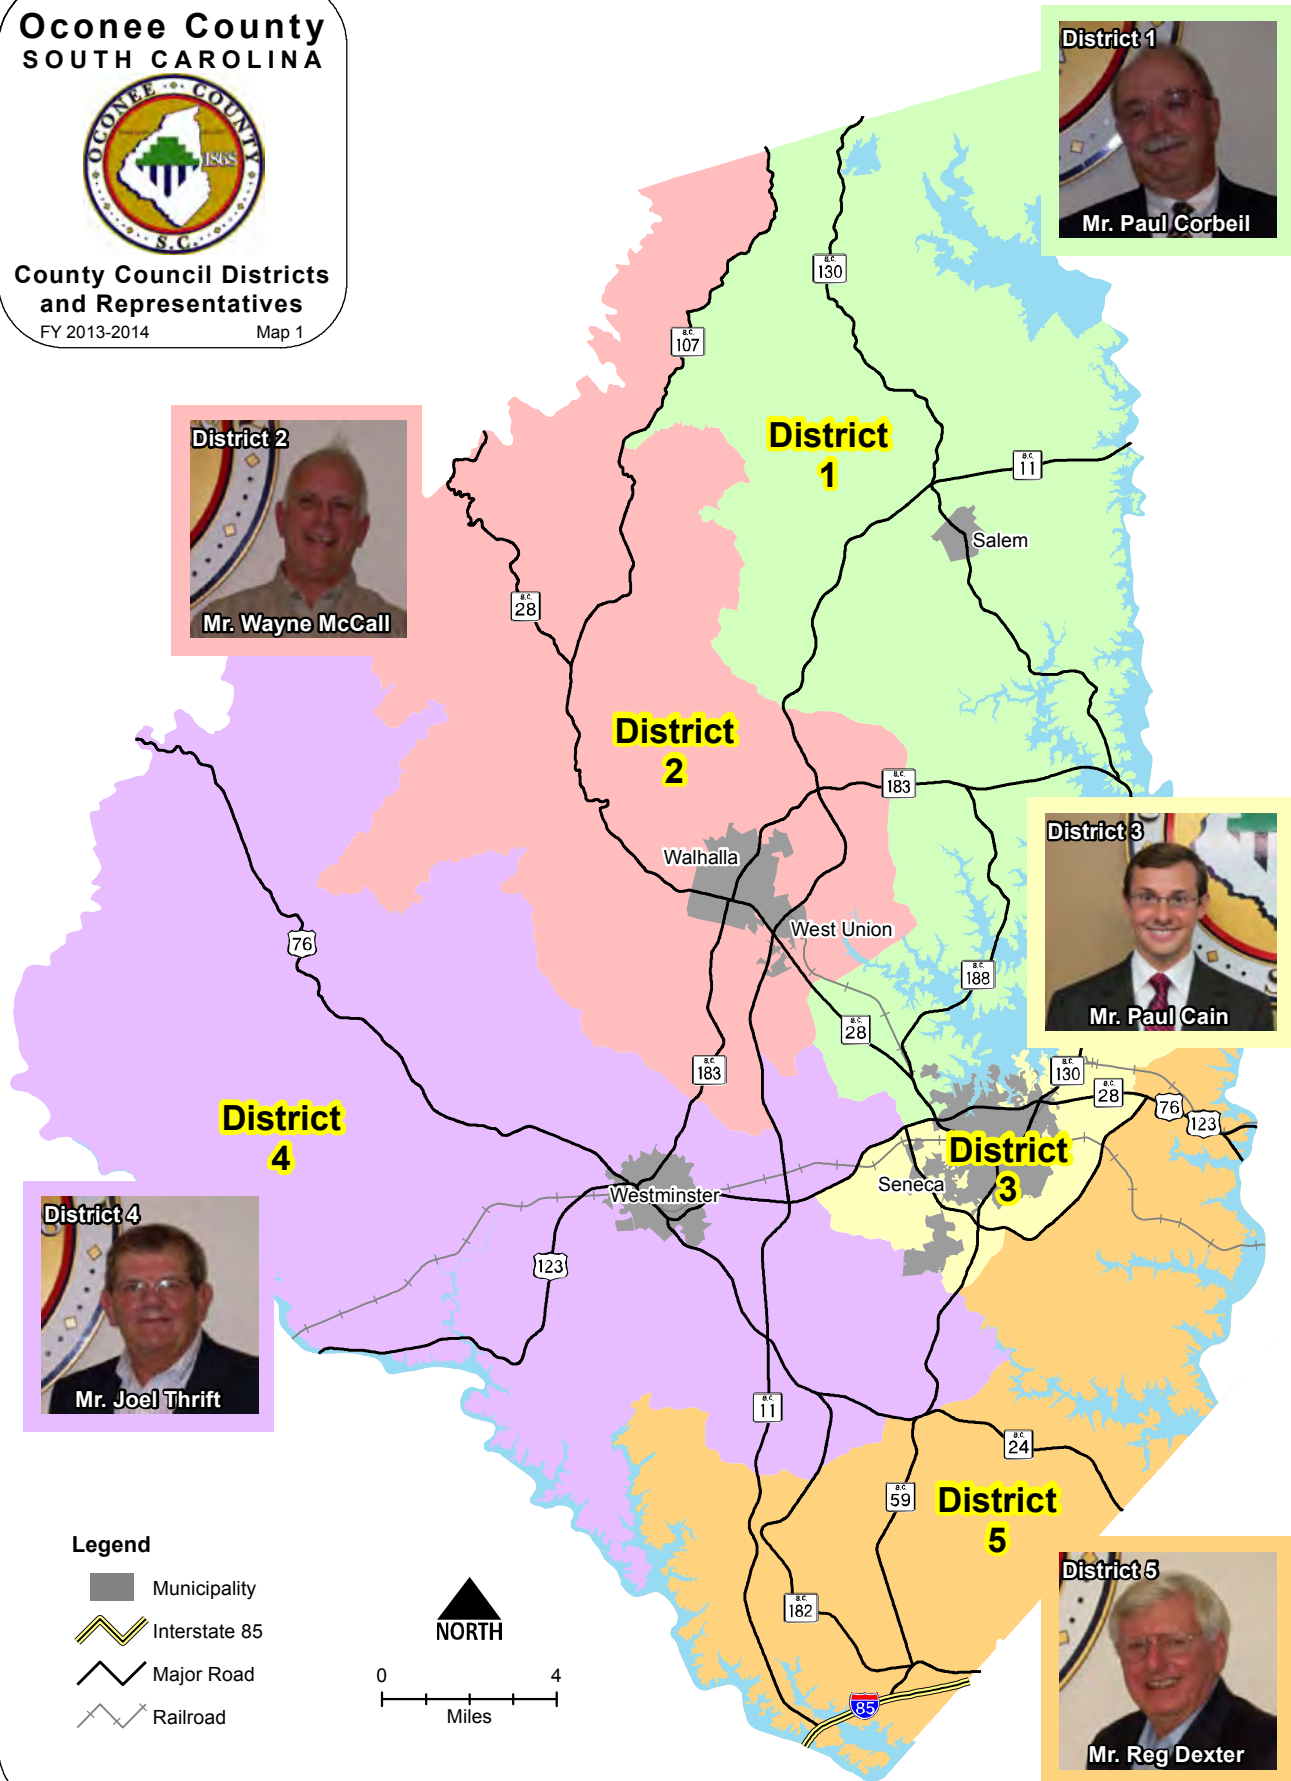 Oconee County
SOUTH CAROLINA
OCONEE COUNTY
1868
S.C.
County Council Districts
and Representatives
FY 2013-2014 Map 1
District 1
Mr. Paul Corbeil
District 2
Mr. Wayne McCall
District 3
Mr. Paul Cain
District 4
Mr. Joel Thrift
District 5
Mr. Reg Dexter
S.C.
130
S.C.
107
District
1
S.C.
11
Salem
S.C.
28
District
2
S.C.
183
Walhalla
West Union
76
S.C.
188
S.C.
28
S.C.
183
S.C.
130
S.C.
28
76
123
District
4
District
3
Seneca
Westminster
123
S.C.
11
S.C.
24
S.C.
59
District
5
S.C.
182
85
Legend
Municipality
Interstate 85
Major Road
Railroad
NORTH
0 4
Miles